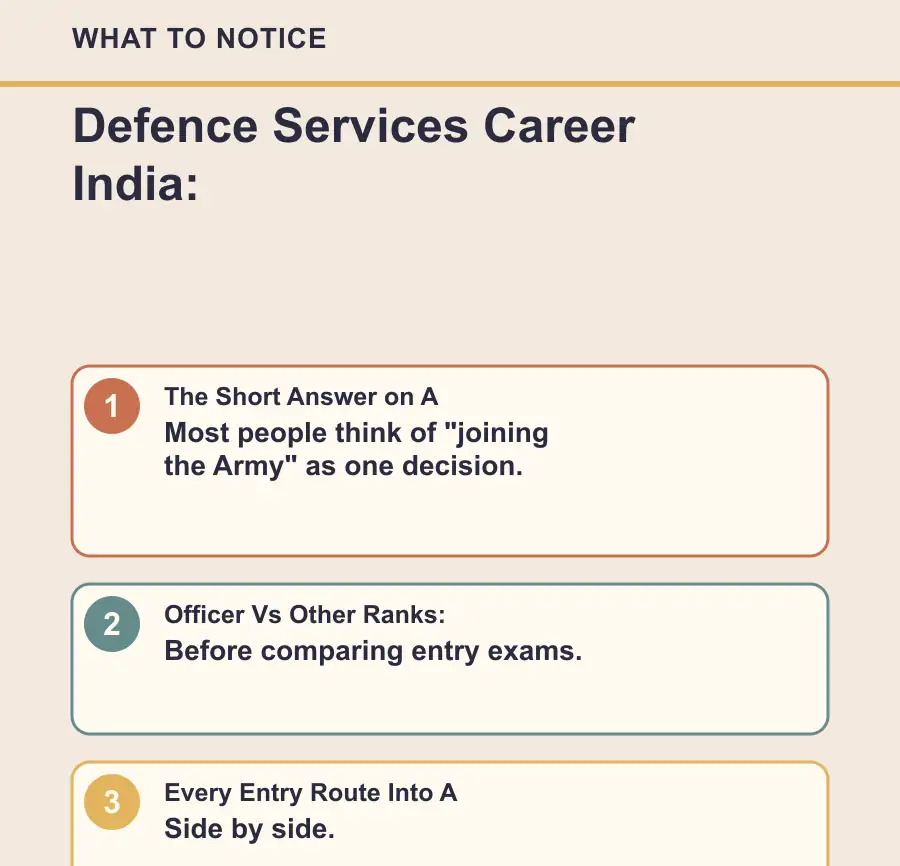 WHAT TO NOTICE
Defence Services Career
India:
1
The Short Answer on A
Most people think of "joining
the Army" as one decision.
2
Officer Vs Other Ranks:
Before comparing entry exams.
3
Every Entry Route Into A
Side by side.